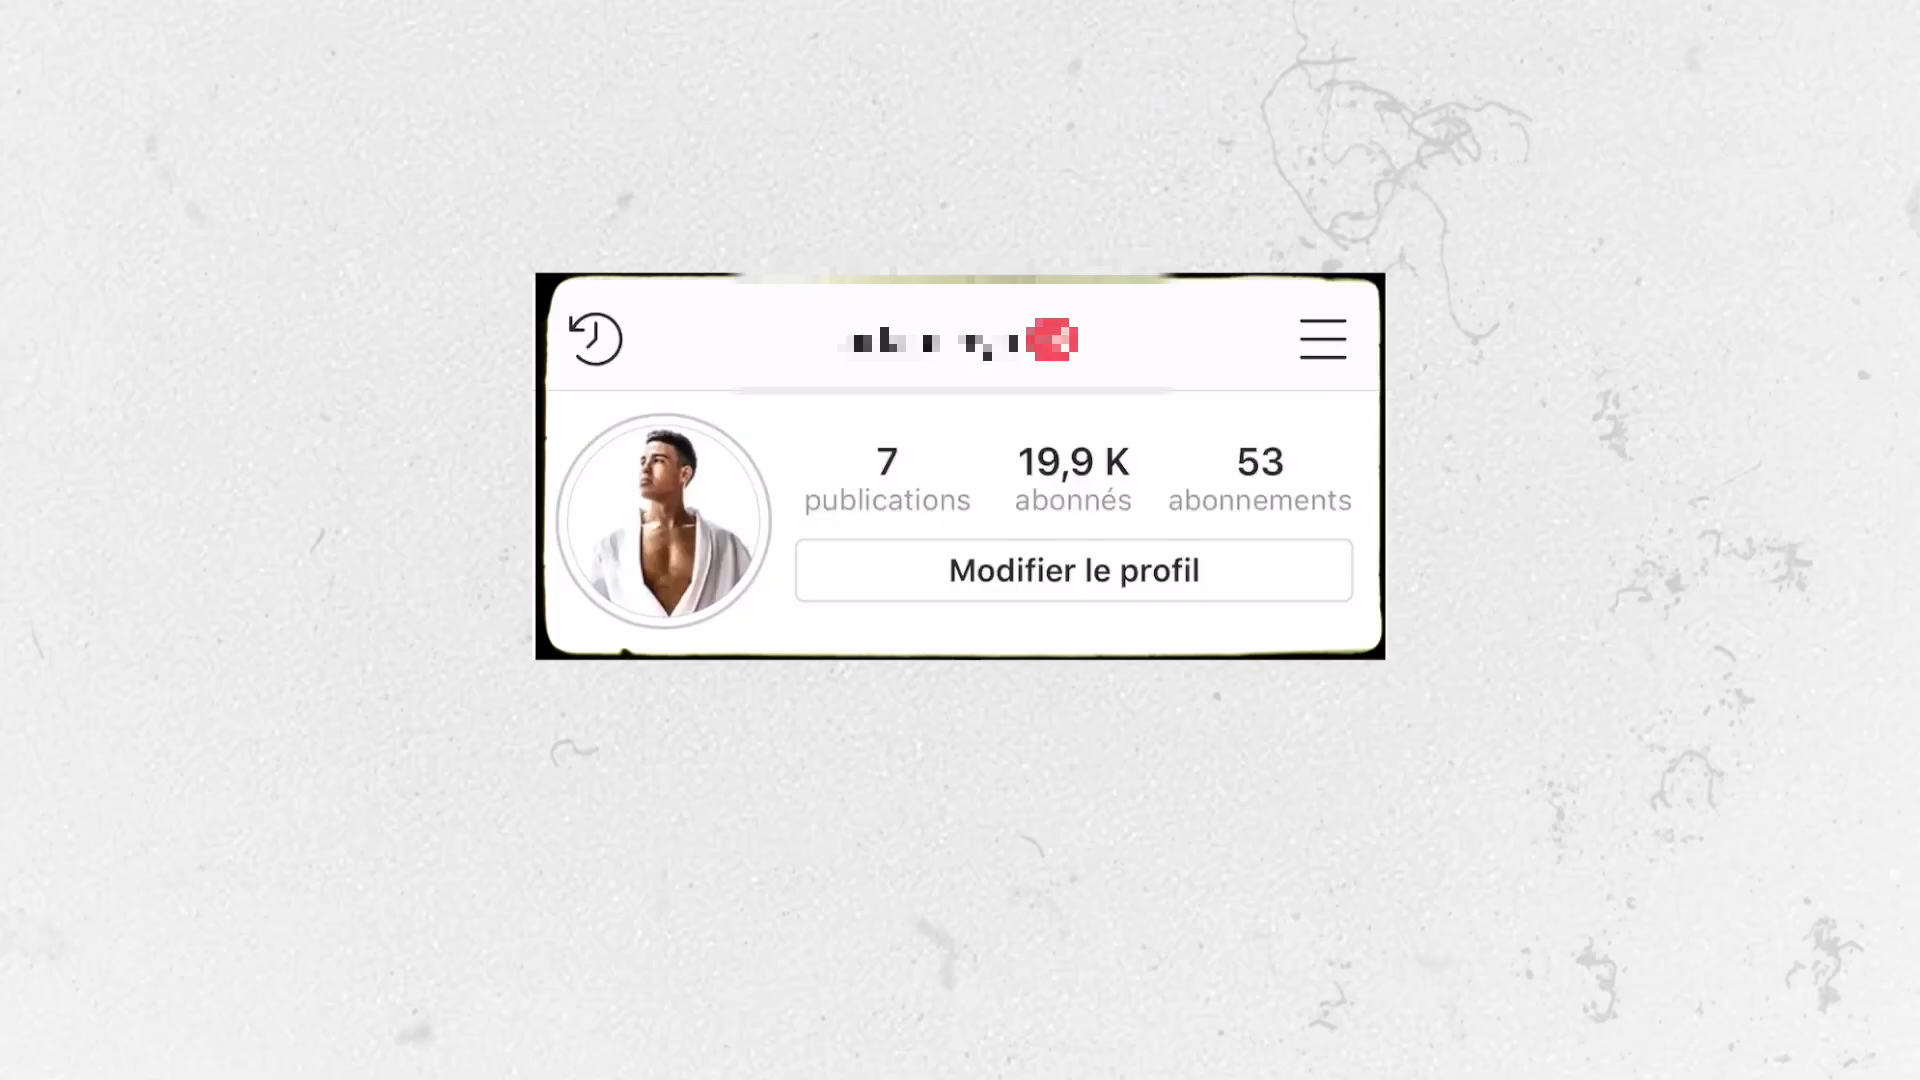 7 19,9 K 53
publications abonnés abonnements
Modifier le profil